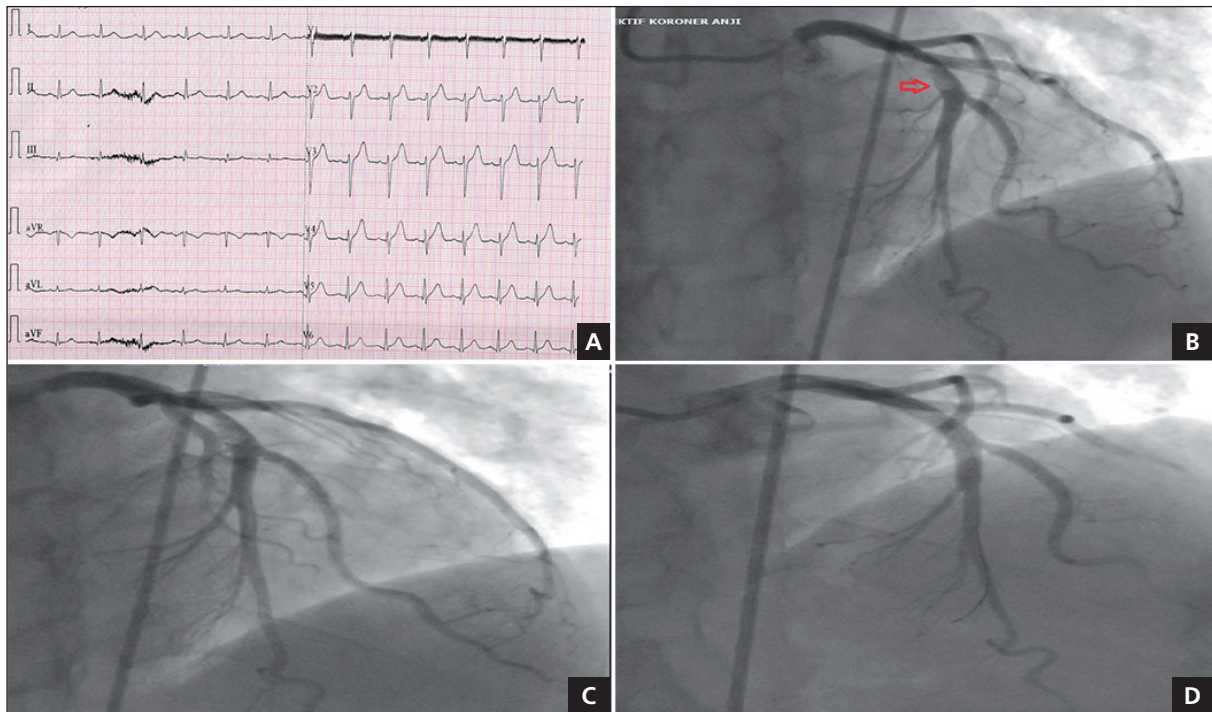 I
II
III
aVR
aVL
aVF
V1
V2
V3
V4
V5
V6
A
KTIF KORONER ANJI
B
C
D